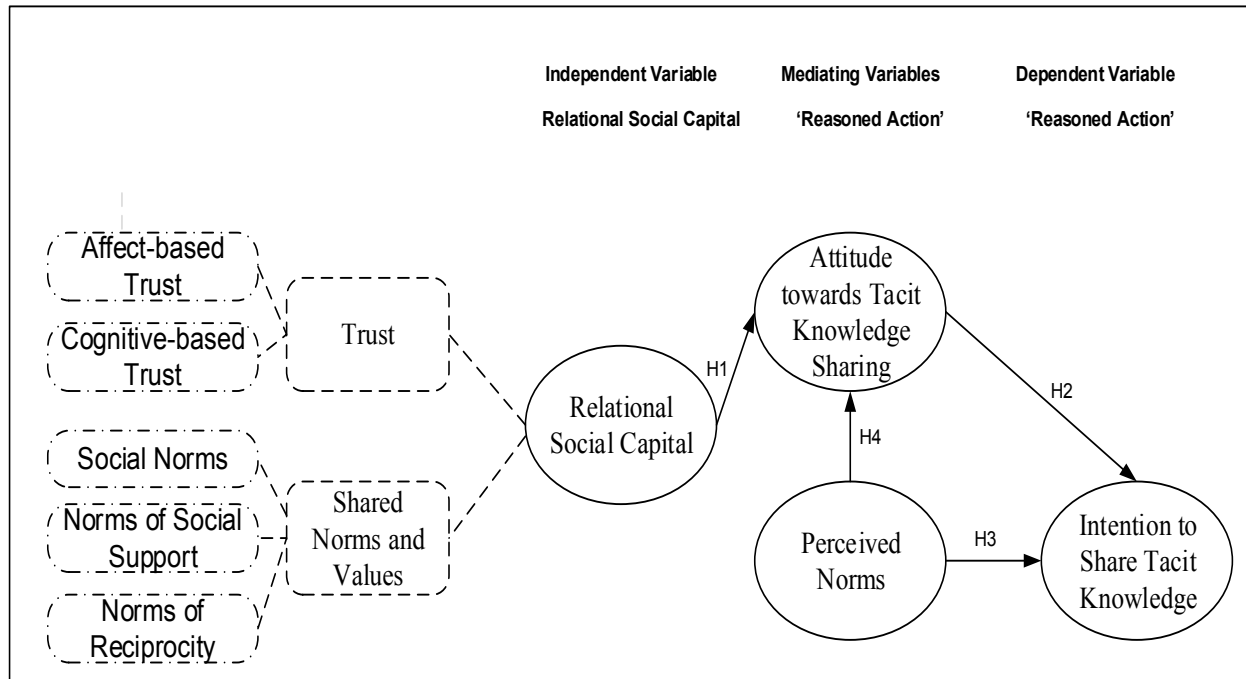 Independent Variable
Mediating Variables
Dependent Variable
Relational Social Capital
‘Reasoned Action’
‘Reasoned Action’
Affect-based
Trust
Cognitive-based
Trust
Social Norms
Norms of Social
Support
Norms of
Reciprocity
Trust
Shared
Norms and
Values
Relational
Social Capital
H1
Attitude
towards Tacit
Knowledge
Sharing
H4
H2
Perceived
Norms
H3
Intention to
Share Tacit
Knowledge